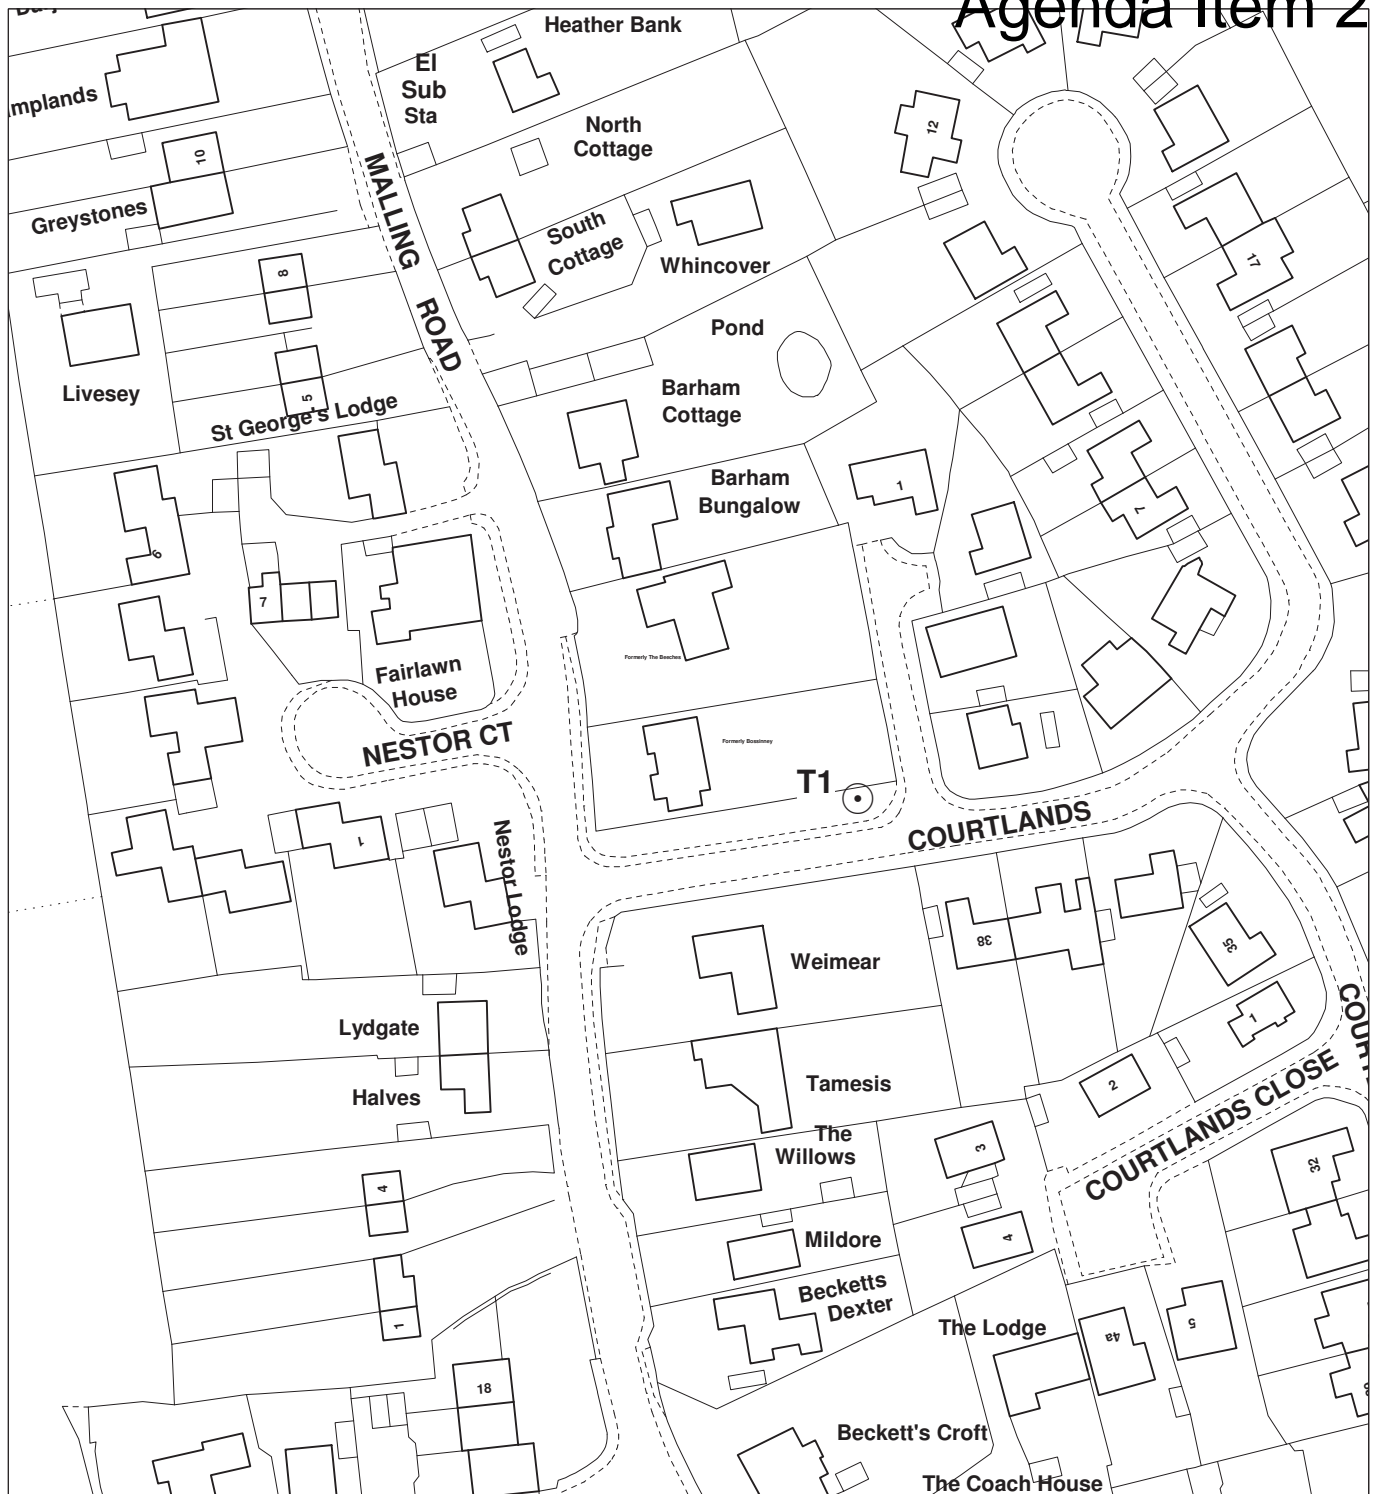 Agenda Item 2
Heather Bank
El
Sub
Sta
mplands
12
North
Cottage
10
MALLING ROAD
Greystones
South
Cottage
Whincover
17
8
Pond
Livesey
Barham
Cottage
5
St George's Lodge
Barham
Bungalow
1
7
6
7
Formerly The Beeches
Fairlawn
House
NESTOR CT
Formerly Bossinney
T1
COURTLANDS
1
Nestor Lodge
38
35
Weimear
Lydgate
1
COURT
Tamesis
2
Halves
COURTLANDS CLOSE
The
Willows
3
32
4
Mildore
4
Becketts
Dexter
The Lodge
4a
5
1
18
Beckett's Croft
The Coach House